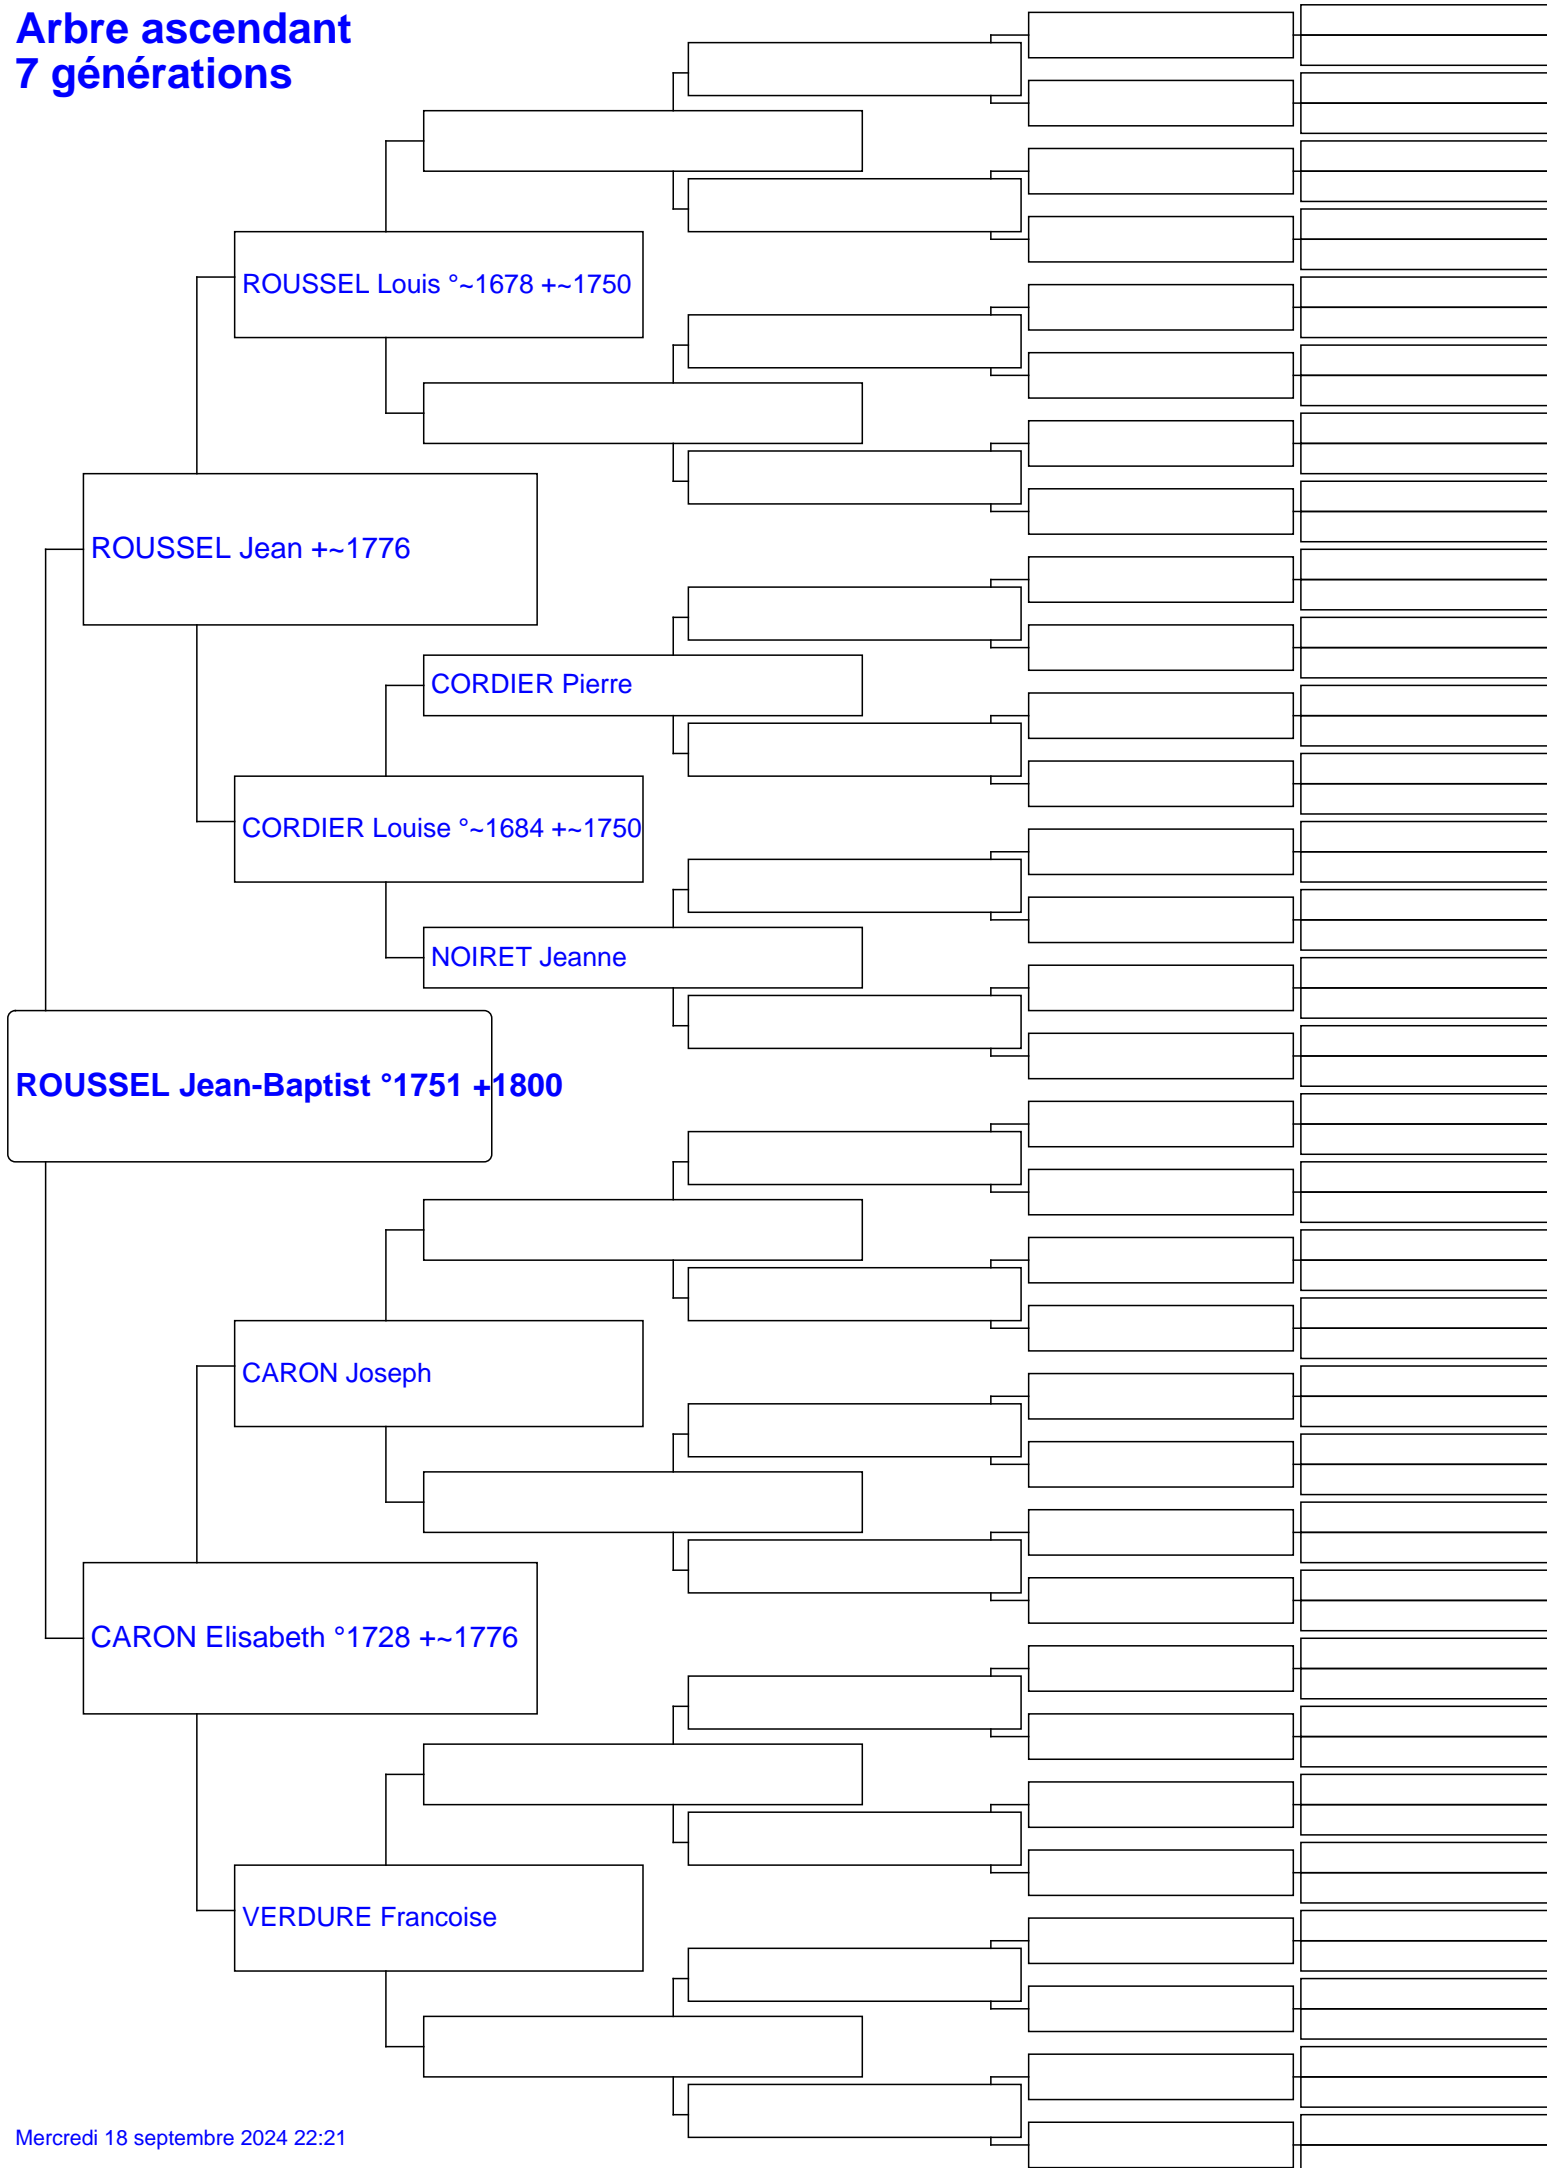 Arbre ascendant
7 générations
ROUSSEL Louis °~1678 +~1750
ROUSSEL Jean +~1776
CORDIER Pierre
CORDIER Louise °~1684 +~1750
NOIRET Jeanne
ROUSSEL Jean-Baptist °1751 +1800
CARON Joseph
CARON Elisabeth °1728 +~1776
VERDURE Francoise
Mercredi 18 septembre 2024 22:21